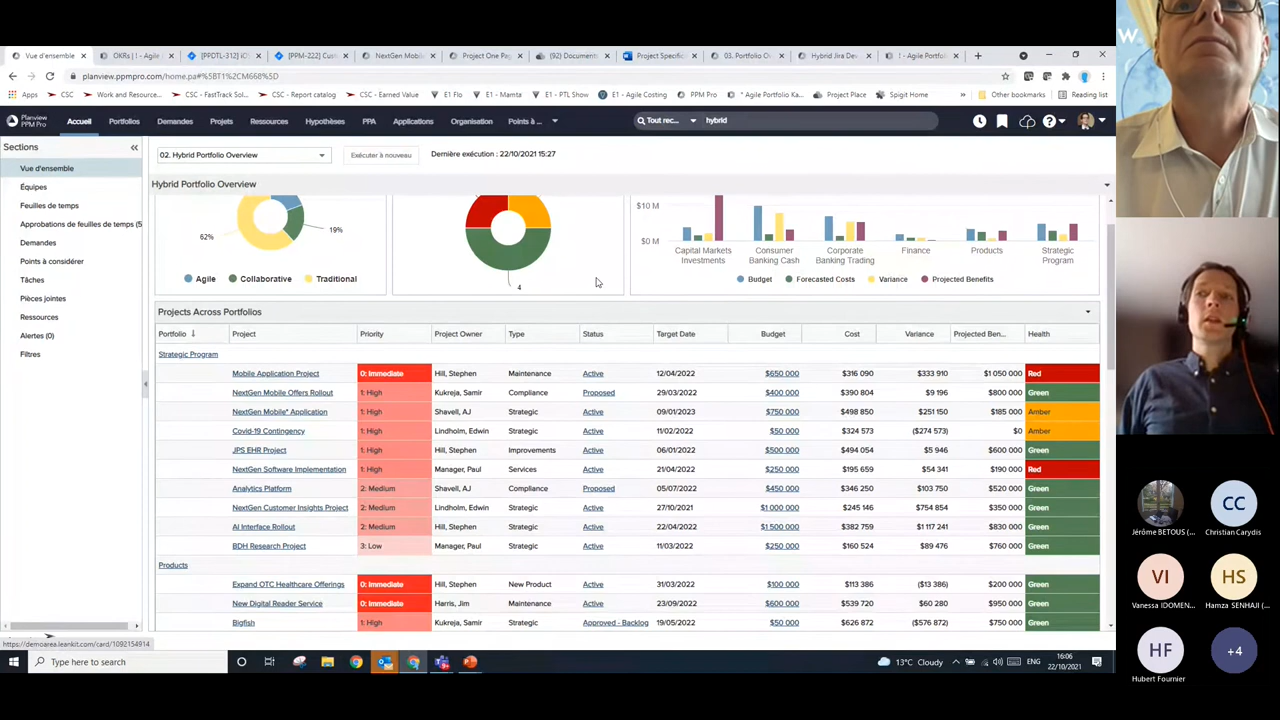 Vue d'ensemble
OKRs | ! - Agile
[PPDTL-312] iO
[PPM-222] Cus
NextGen Mobil
Project One Pa
(92) Documenti
Project Specifi
03. Portfolio O
Hybrid Jira Dev
! - Agile Portfol
planview.ppmpro.com/home.pa#%5BT1%2CM668%5D
Apps
CSC
Work and Resource...
CSC - FastTrack Sol...
CSC - Report catalog
CSC - Earned Value
E1 Flo
E1 - Mamta
E1 - PTL Show
E1 - Agile Costing
PPM Pro
* Agile Portfolio Ka...
Project Place
Spigit Home
»
Other bookmarks
Reading list
Planview PPM Pro
Accueil
Portfolios
Demandes
Projets
Ressources
Hypothèses
PPA
Applications
Organisation
Points à ...
Tout rec...
hybrid
Sections
Vue d'ensemble
Équipes
Feuilles de temps
Approbations de feuilles de temps (5
Demandes
Points à considérer
Tâches
Pièces jointes
Ressources
Alertes (0)
Filtres
02. Hybrid Portfolio Overview
Exécuter à nouveau
Dernière exécution : 22/10/2021 15:27
Hybrid Portfolio Overview
62%
19%
Agile
Collaborative
Traditional
4
$10 M
$0 M
Capital Markets Investments
Consumer Banking Cash
Corporate Banking Trading
Finance
Products
Strategic Program
Budget
Forecasted Costs
Variance
Projected Benefits
Projects Across Portfolios
Portfolio ↓ Project Priority Project Owner Type Status Target Date Budget Cost Variance Projected Ben... Health
Strategic Program
Mobile Application Project 0: Immediate Hill, Stephen Maintenance Active 12/04/2022 $650 000 $316 090 $333 910 $1 050 000 Red
NextGen Mobile Offers Rollout 1: High Kukreja, Samir Compliance Proposed 29/03/2022 $400 000 $390 804 $9 196 $800 000 Green
NextGen Mobile* Application 1: High Shavell, AJ Strategic Active 09/01/2023 $750 000 $498 850 $251 150 $185 000 Amber
Covid-19 Contingency 1: High Lindholm, Edwin Strategic Active 11/02/2022 $50 000 $324 573 ($274 573) $0 Amber
JPS EHR Project 1: High Hill, Stephen Improvements Active 06/01/2022 $500 000 $494 054 $5 946 $600 000 Green
NextGen Software Implementation 1: High Manager, Paul Services Active 21/04/2022 $250 000 $195 659 $54 341 $190 000 Red
Analytics Platform 2: Medium Shavell, AJ Compliance Proposed 05/07/2022 $450 000 $346 250 $103 750 $520 000 Green
NextGen Customer Insights Project 2: Medium Lindholm, Edwin Strategic Active 27/10/2021 $1 000 000 $245 146 $754 854 $350 000 Green
AI Interface Rollout 2: Medium Hill, Stephen Strategic Active 22/04/2022 $1 500 000 $382 759 $1 117 241 $830 000 Green
BDH Research Project 3: Low Manager, Paul Strategic Active 11/03/2022 $250 000 $160 524 $89 476 $760 000 Green
Products
Expand OTC Healthcare Offerings 0: Immediate Hill, Stephen New Product Active 31/03/2022 $100 000 $113 386 ($13 386) $200 000 Green
New Digital Reader Service 0: Immediate Harris, Jim Maintenance Active 23/09/2022 $600 000 $539 720 $60 280 $950 000 Green
Bigfish 1: High Kukreja, Samir Strategic Approved - Backlog 19/05/2022 $50 000 $626 872 ($576 872) $750 000 Green
https://demoarea.leankit.com/card/1092154914
Type here to search
13°C Cloudy
ENG
16:06
22/10/2021
W
CC
Jérôme BETOUS (...
Christian Carydis
VI
HS
Vanessa IDOMEN...
Hamza SENHAJI (...
HF
+4
Hubert Fournier